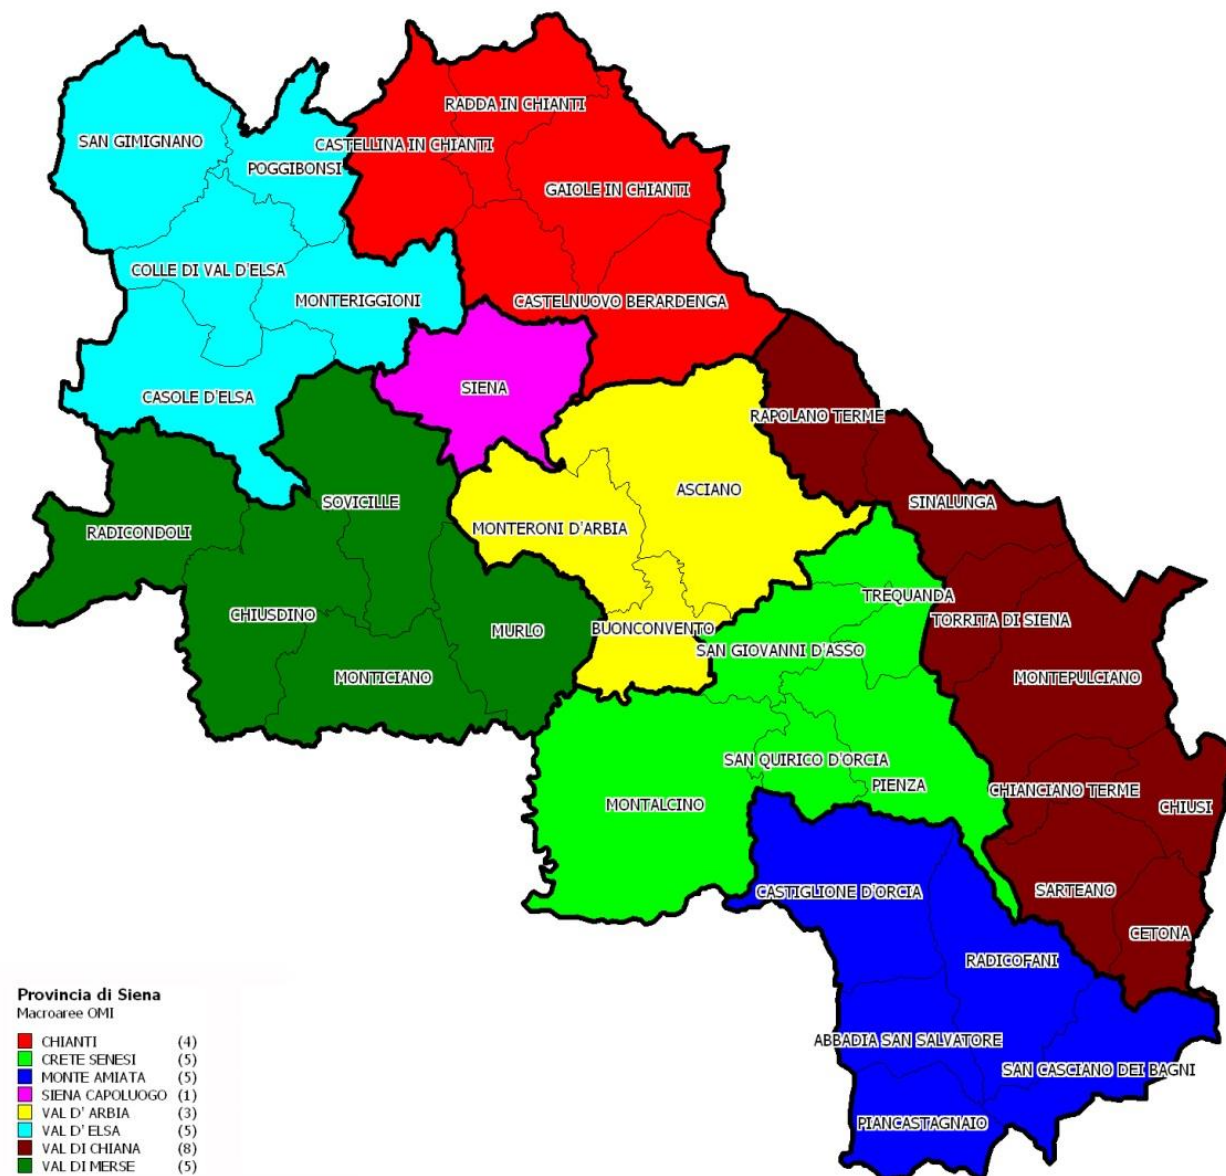 RADDA IN CHIANTI
SAN GIMIGNANO
CASTELLINA IN CHIANTI
POGGIBONSI
GAIOLE IN CHIANTI
COLLE DI VAL D'ELSA
MONTERIGGIONI
CASTELNUOVO BERARDENGA
SIENA
CASOLE D'ELSA
RAPOLANO TERME
ASCIANO
SOVICILLE
SINALUNGA
MONTERONI D'ARBIA
RADICONDOLI
TREQUANDA
CHIUSDINO
TORRITA DI SIENA
MURLO
BUONCONVENTO
SAN GIOVANNI D'ASSO
MONTICIANO
MONTEPULCIANO
SAN QUIRICO D'ORCIA
PIENZA
CHIANCIANO TERME
CHIUSI
MONTALCINO
CASTIGLIONE D'ORCIA
SARTEANO
CETONA
RADICOFANI
ABBADIA SAN SALVATORE
SAN CASCIANO DEI BAGNI
PIANCASTAGNAIO
Provincia di Siena
Macroaree OMI
CHIANTI (4)
CRETE SENESI (5)
MONTE AMIATA (5)
SIENA CAPOLUOGO (1)
VAL D' ARBIA (3)
VAL D' ELSA (5)
VAL DI CHIANA (8)
VAL DI MERSE (5)